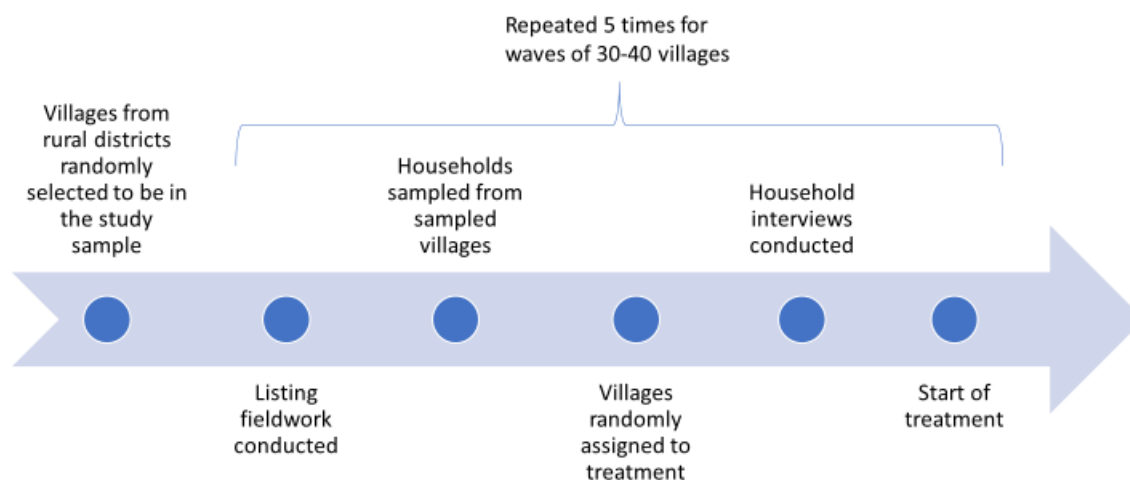 Repeated 5 times for
waves of 30-40 villages
Villages from
rural districts
randomly
selected to be in
the study
sample
Households
sampled from
sampled
villages
Household
interviews
conducted
Listing
fieldwork
conducted
Villages
randomly
assigned to
treatment
Start of
treatment